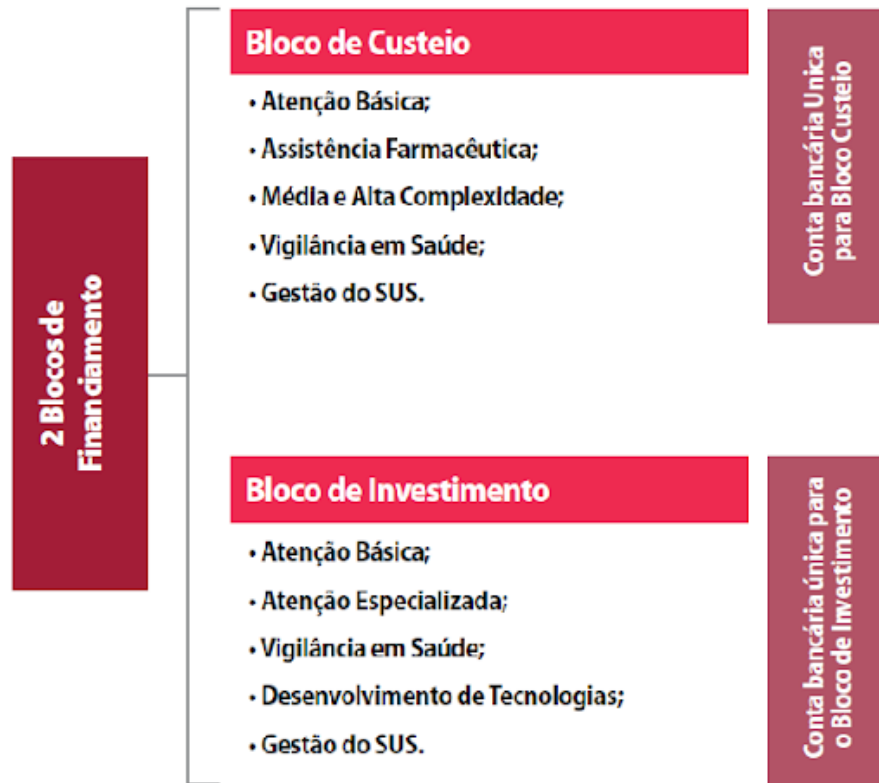 2 Blocos de
Financiamento
Bloco de Custeio
• Atenção Básica;
• Assistência Farmacêutica;
• Média e Alta Complexidade;
• Vigilância em Saúde;
• Gestão do SUS.
Conta bancária Unica
para Bloco Custeio
Bloco de Investimento
• Atenção Básica;
• Atenção Especializada;
• Vigilância em Saúde;
• Desenvolvimento de Tecnologias;
• Gestão do SUS.
Conta bancária única para
o Bloco de Investimento